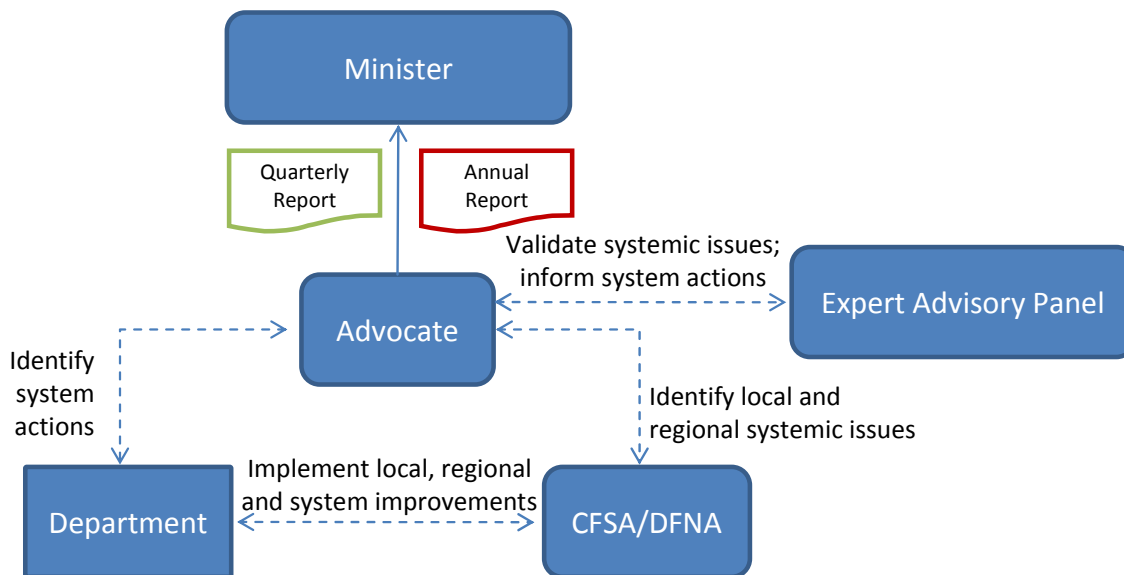 Minister
Quarterly
Report
Annual
Report
Validate systemic issues;
inform system actions
Expert Advisory Panel
Advocate
Identify
system
actions
Identify local and
regional systemic issues
Implement local, regional
and system improvements
Department
CFSA/DFNA